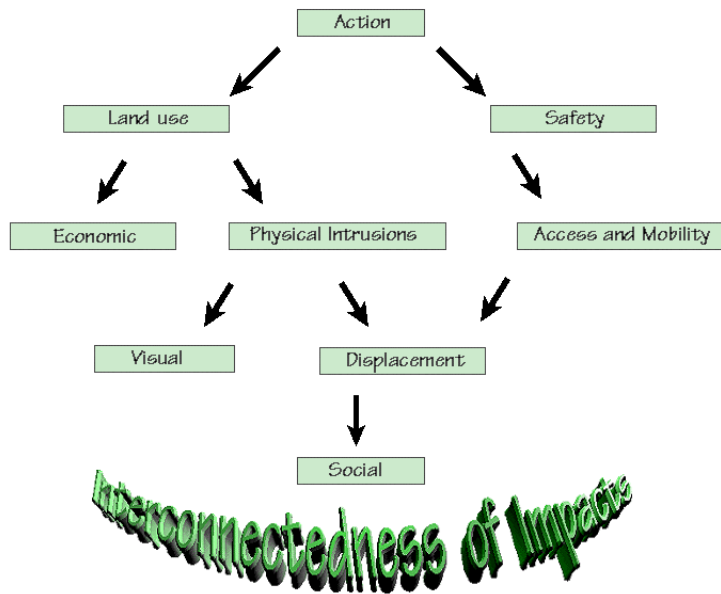 Action
Land use
Safety
Economic
Physical Intrusions
Access and Mobility
Visual
Displacement
Social
Interconnectedness of Impacts